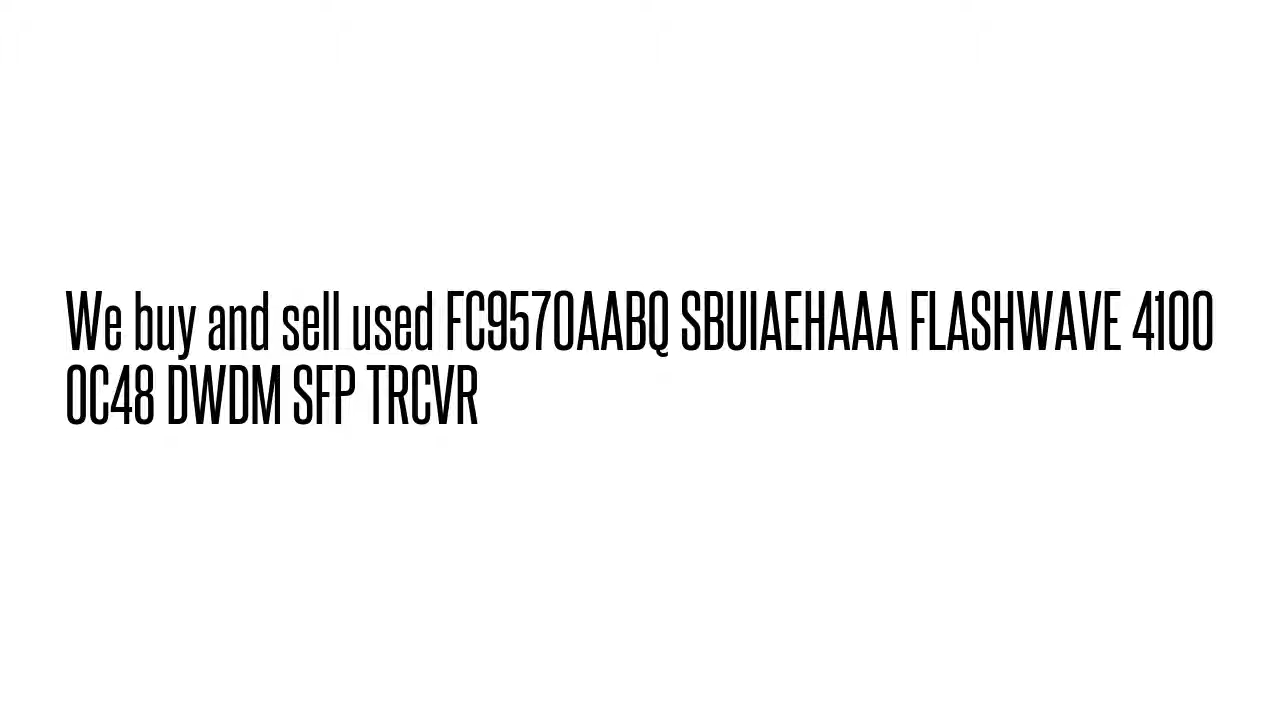 We buy and sell used FC9570AABQ SBUIAEHAAA FLASHWAVE 4100
OC48 DWDM SFP TRCVR